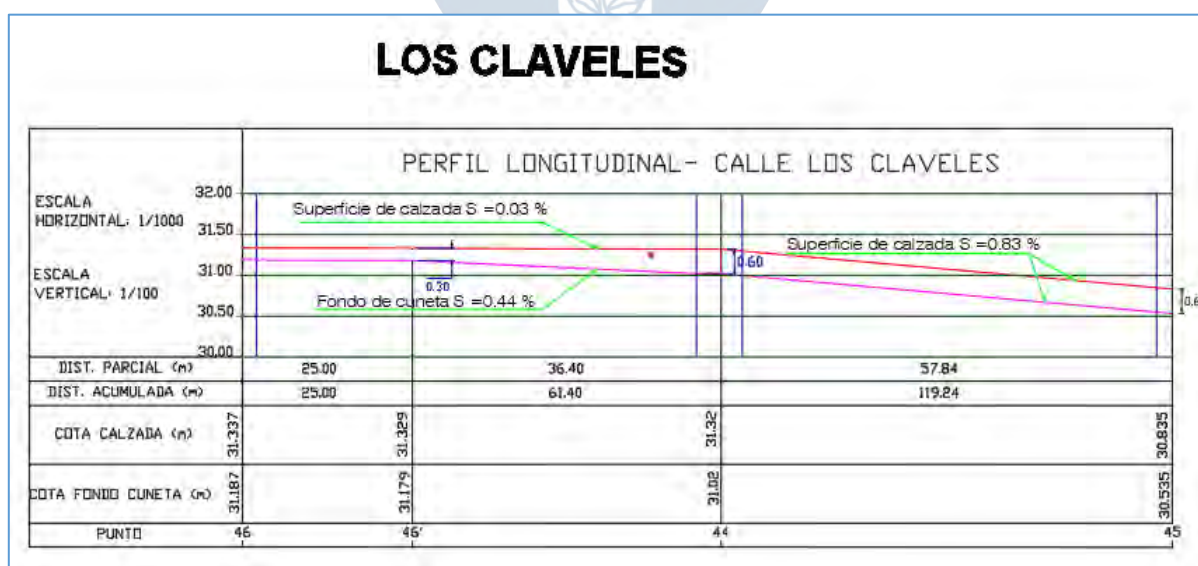 LOS CLAVELES
PERFIL LONGITUDINAL- CALLE LOS CLAVELES
ESCALA
HORIZONTAL: 1/1000
ESCALA
VERTICAL: 1/100
32.00
31.50
31.00
30.50
30.00
Superficie de calzada S =0.03 %
Superficie de calzada S =0.83 %
0.60
0.30
Fondo de cuneta S =0.44 %
0.6
DIST. PARCIAL (m) 25.00 36.40 57.84
DIST. ACUMULADA (m) 25.00 61.40 119.24
COTA CALZADA (m) 31.337 31.329 31.32 30.835
COTA FONDO CUNETA (m) 31.187 31.179 31.02 30.535
PUNTO 46 46' 44 45